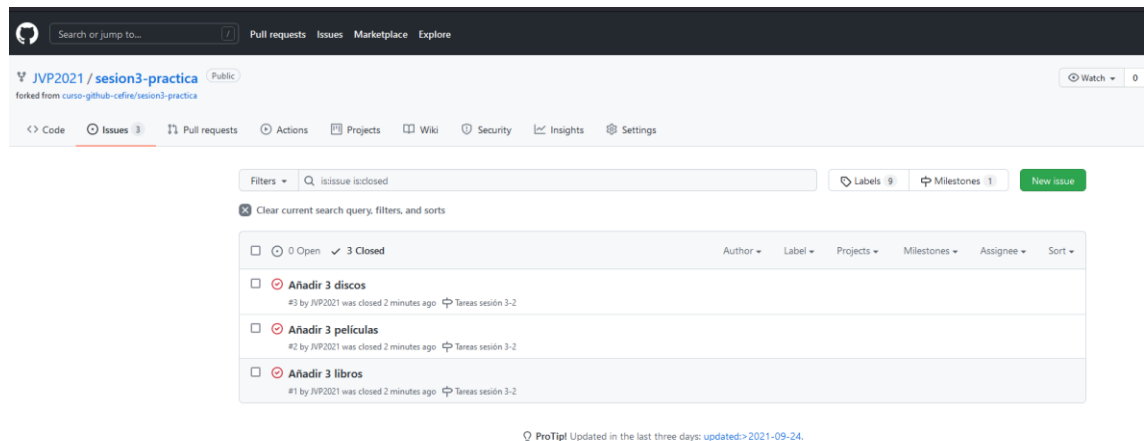 Search or jump to... / Pull requests Issues Marketplace Explore
JVP2021 / sesion3-practica Public Watch 0
forked from curso-github-cefire/sesion3-practica
<> Code Issues 3 Pull requests Actions Projects Wiki Security Insights Settings
Filters is:issue is:closed Labels 9 Milestones 1 New issue
Clear current search query, filters, and sorts
0 Open 3 Closed Author Label Projects Milestones Assignee Sort
Añadir 3 discos
#3 by JVP2021 was closed 2 minutes ago Tareas sesión 3-2
Añadir 3 películas
#2 by JVP2021 was closed 2 minutes ago Tareas sesión 3-2
Añadir 3 libros
#1 by JVP2021 was closed 2 minutes ago Tareas sesión 3-2
ProTip! Updated in the last three days: updated:>2021-09-24.